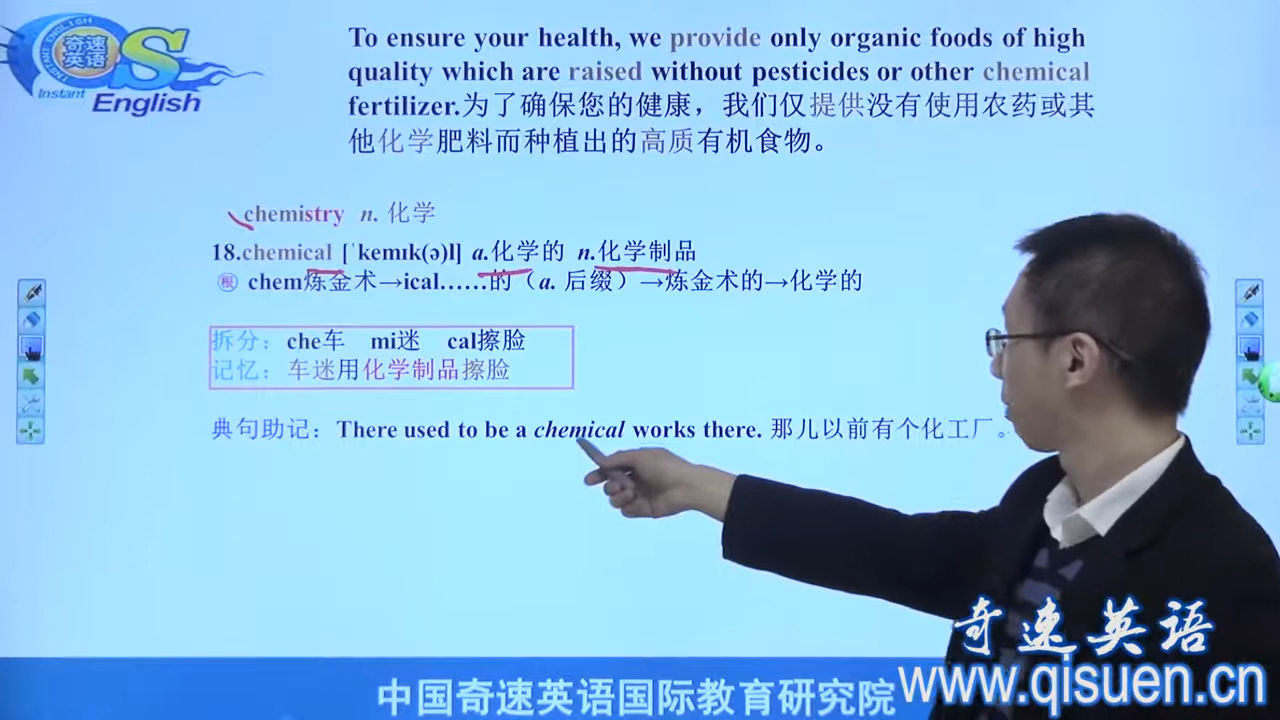 奇速
英语
INSTANT ENGLISH
QS
Instant
English
To ensure your health, we provide only organic foods of high
quality which are raised without pesticides or other chemical
fertilizer.为了确保您的健康，我们仅提供没有使用农药或其
他化学肥料而种植出的高质有机食物。
chemistry n. 化学
18.chemical [ˈkemɪk(ə)l] a.化学的 n.化学制品
根 chem炼金术→ical……的（a. 后缀）→炼金术的→化学的
拆分：che车 mi迷 cal擦脸
记忆：车迷用化学制品擦脸
典句助记：There used to be a chemical works there. 那儿以前有个化工厂。
奇速英语
中国奇速英语国际教育研究院
www.qisuen.cn